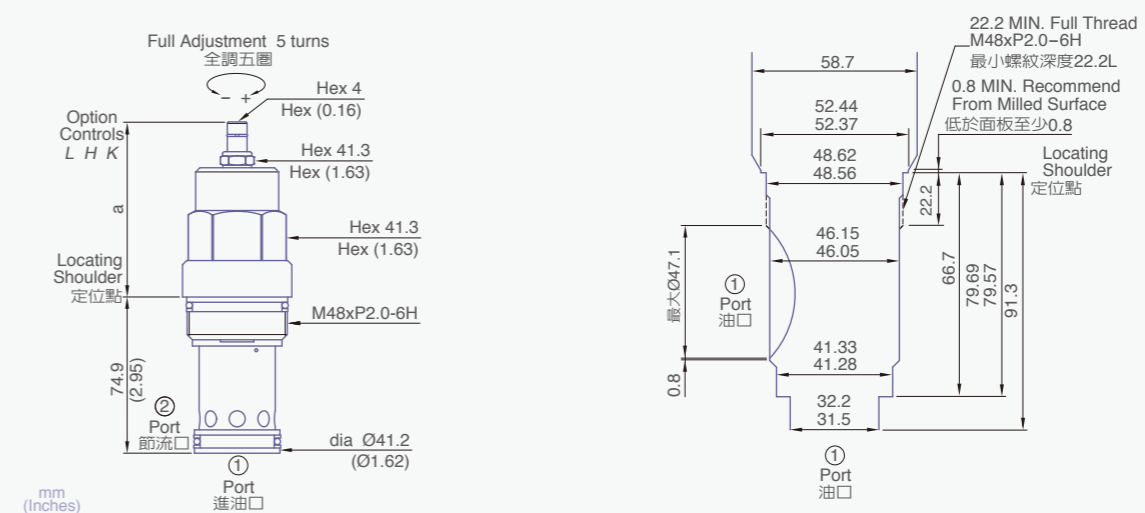 Full Adjustment 5 turns
全調五圈
− +
Hex 4
Hex (0.16)
Option
Controls
L H K
Hex 41.3
Hex (1.63)
a
Hex 41.3
Hex (1.63)
Locating
Shoulder
定位點
M48xP2.0-6H
74.9
(2.95)
②
Port
節流口
dia Ø41.2
(Ø1.62)
①
Port
進油口
mm
(Inches)
22.2 MIN. Full Thread
M48xP2.0−6H
最小螺紋深度22.2L
58.7
0.8 MIN. Recommend
From Milled Surface
低於面板至少0.8
52.44
52.37
48.62
48.56
Locating
Shoulder
定位點
22.2
46.15
46.05
最大Ø47.1
①
Port
油口
66.7
79.69
79.57
91.3
41.33
41.28
0.8
32.2
31.5
①
Port
油口